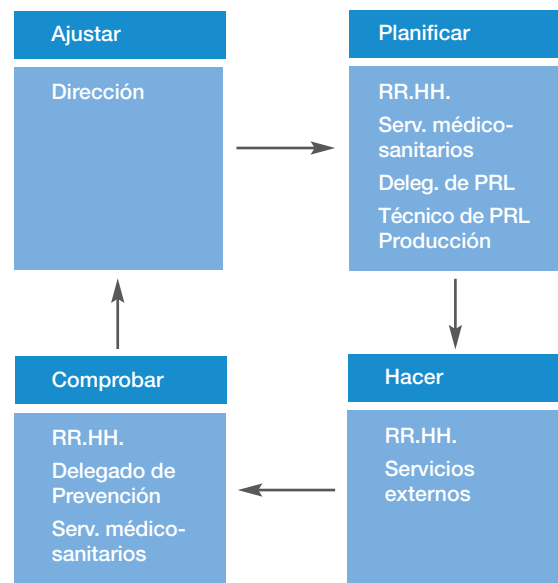 Ajustar
Dirección
Planificar
RR.HH.
Serv. médico-
sanitarios
Deleg. de PRL
Técnico de PRL
Producción
Hacer
RR.HH.
Servicios
externos
Comprobar
RR.HH.
Delegado de
Prevención
Serv. médico-
sanitarios